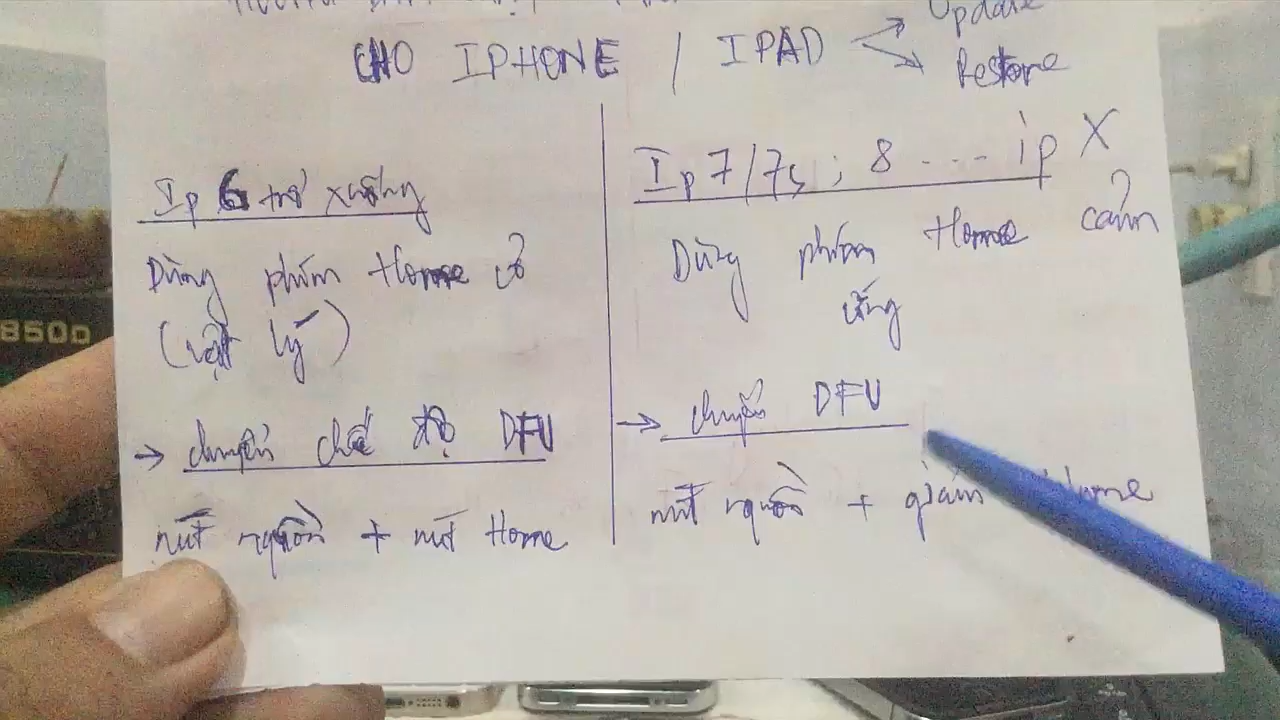 CHO IPHONE / IPAD
Update
Restore
Ip 6 trở xuống
Dùng phím Home cơ
(vật lý)
→ chuyển chế độ DFU
nút nguồn + nút Home
Ip 7/7s ; 8 .... ip X
Dùng phím Home cảm
ứng
→ chuyển DFU
nút nguồn + giảm
850D